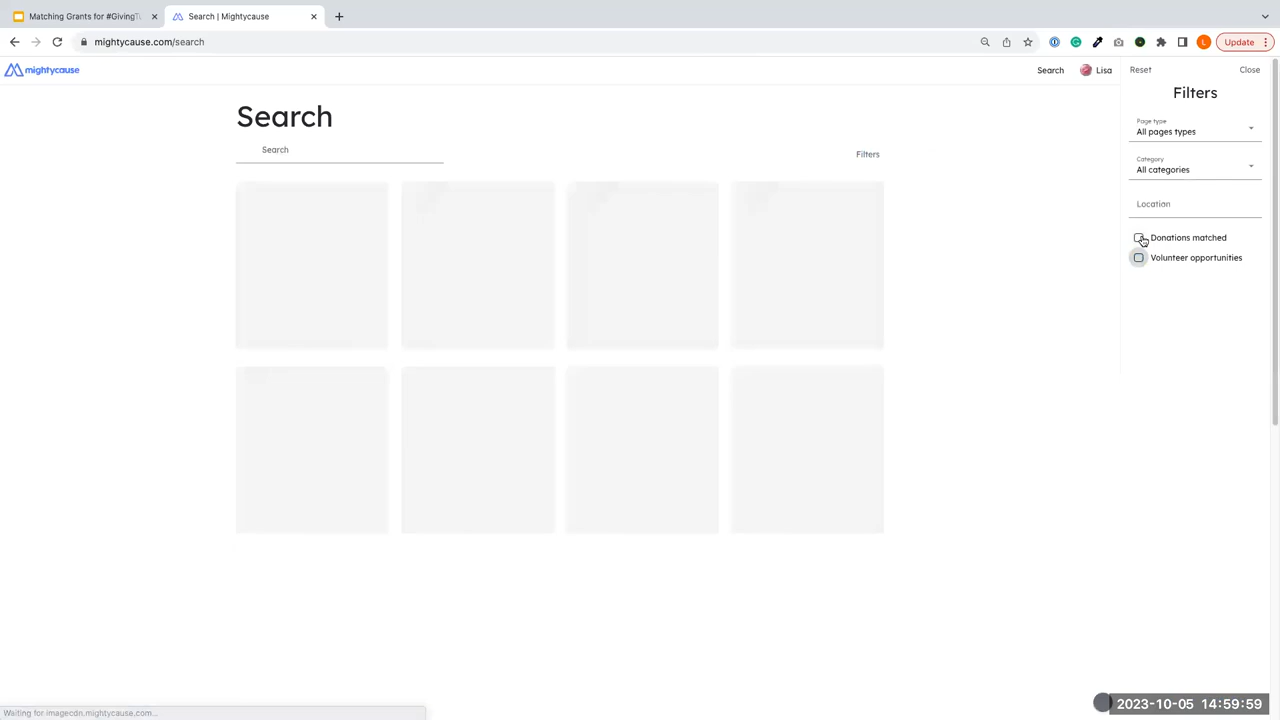 Matching Grants for #GivingTu
Search | Mightycause
mightycause.com/search
Update
mightycause
Search
Lisa
Reset
Close
Filters
Search
Page type
All pages types
Search
Filters
Category
All categories
Location
Donations matched
Volunteer opportunities
Waiting for imagecdn.mightycause.com...
2023-10-05 14:59:59